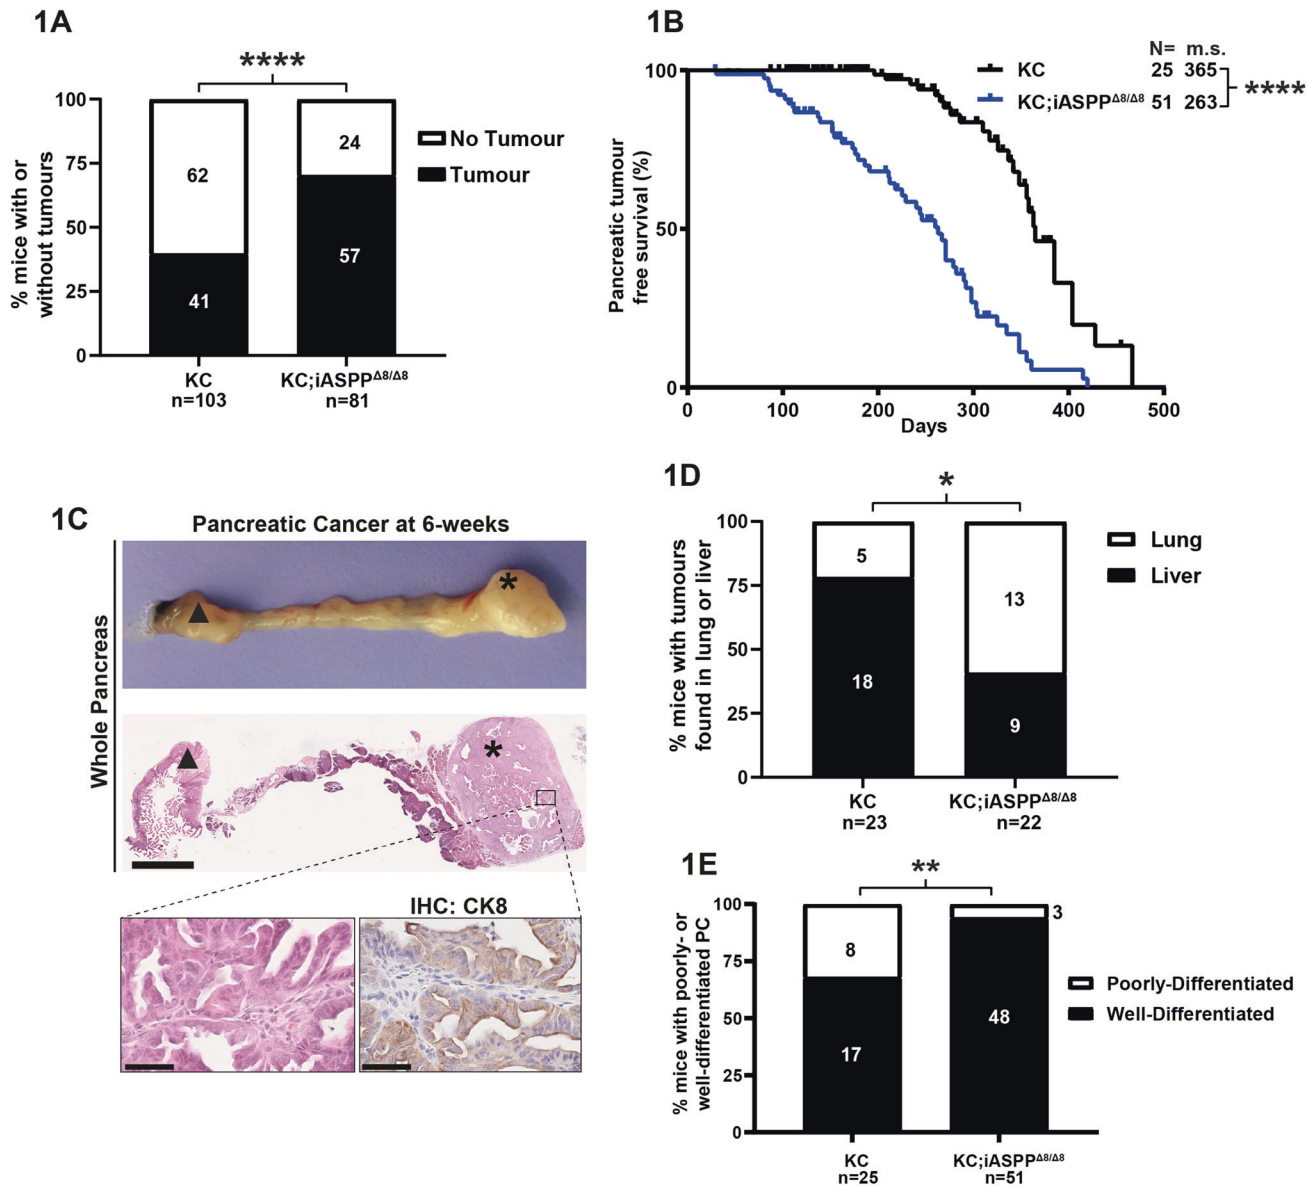 1A
****
100
75
50
25
0
% mice with or
without tumours
62
41
24
57
No Tumour
Tumour
KC
n=103
KC;iASPPΔ8/Δ8
n=81
1B
N= m.s.
KC 25 365
KC;iASPPΔ8/Δ8 51 263
****
100
50
0
Pancreatic tumour
free survival (%)
0 100 200 300 400 500
Days
1C
Pancreatic Cancer at 6-weeks
Whole Pancreas
*
*
IHC: CK8
1D
*
100
75
50
25
0
% mice with tumours
found in lung or liver
5
18
13
9
Lung
Liver
KC
n=23
KC;iASPPΔ8/Δ8
n=22
1E
**
100
75
50
25
0
% mice with poorly- or
well-differentiated PC
8
17
3
48
Poorly-Differentiated
Well-Differentiated
KC
n=25
KC;iASPPΔ8/Δ8
n=51